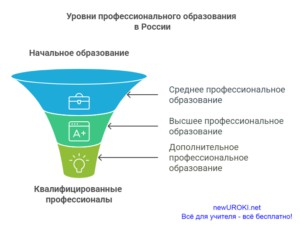 Уровни профессионального образования
в России
Начальное образование
Среднее профессиональное
образование
Высшее профессиональное
образование
A+
Дополнительное
профессиональное
образование
Квалифицированные
профессионалы
newUROKI.net
Всё для учителя - всё бесплатно!